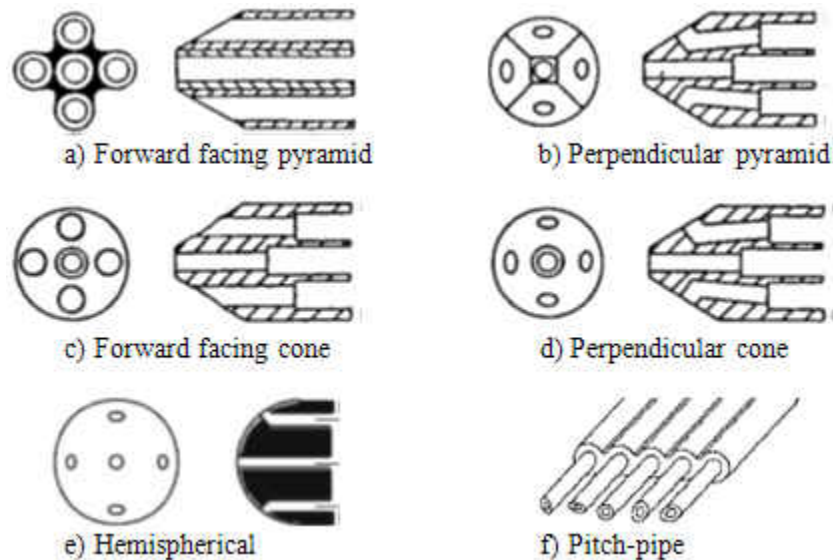 a) Forward facing pyramid
b) Perpendicular pyramid
c) Forward facing cone
d) Perpendicular cone
e) Hemispherical
f) Pitch-pipe